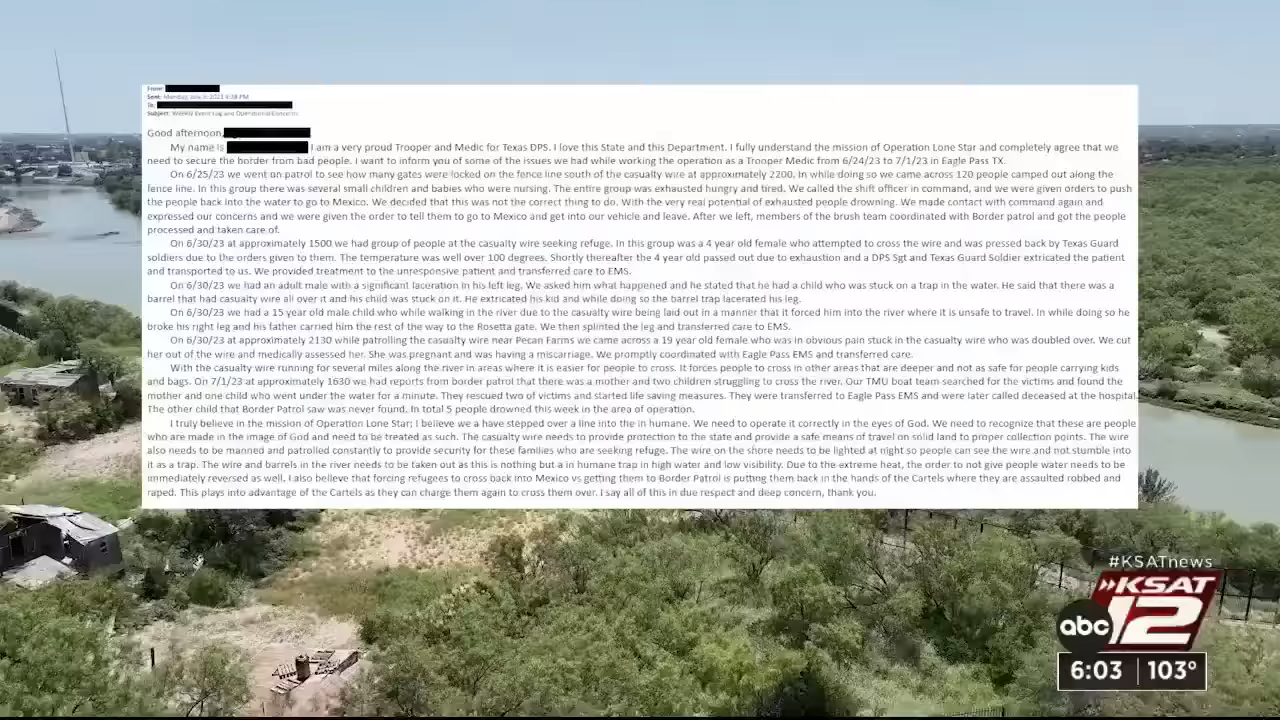 From:
Sent: Monday, July 3, 2023 4:28 PM
To:
Subject: Weekly Event Log and Operational Concerns
Good afternoon,
My name is I am a very proud Trooper and Medic for Texas DPS. I love this State and this Department. I fully understand the mission of Operation Lone Star and completely agree that we
need to secure the border from bad people. I want to inform you of some of the issues we had while working the operation as a Trooper Medic from 6/24/23 to 7/1/23 in Eagle Pass TX.
On 6/25/23 we went on patrol to see how many gates were locked on the fence line south of the casualty wire at approximately 2200. In while doing so we came across 120 people camped out along the
fence line. In this group there was several small children and babies who were nursing. The entire group was exhausted hungry and tired. We called the shift officer in command, and we were given orders to push
the people back into the water to go to Mexico. We decided that this was not the correct thing to do. With the very real potential of exhausted people drowning. We made contact with command again and
expressed our concerns and we were given the order to tell them to go to Mexico and get into our vehicle and leave. After we left, members of the brush team coordinated with Border patrol and got the people
processed and taken care of.
On 6/30/23 at approximately 1500 we had group of people at the casualty wire seeking refuge. In this group was a 4 year old female who attempted to cross the wire and was pressed back by Texas Guard
soldiers due to the orders given to them. The temperature was well over 100 degrees. Shortly thereafter the 4 year old passed out due to exhaustion and a DPS Sgt and Texas Guard Soldier extricated the patient
and transported to us. We provided treatment to the unresponsive patient and transferred care to EMS.
On 6/30/23 we had an adult male with a significant laceration in his left leg. We asked him what happened and he stated that he had a child who was stuck on a trap in the water. He said that there was a
barrel that had casualty wire all over it and his child was stuck on it. He extricated his kid and while doing so the barrel trap lacerated his leg.
On 6/30/23 we had a 15 year old male child who while walking in the river due to the casualty wire being laid out in a manner that it forced him into the river where it is unsafe to travel. In while doing so he
broke his right leg and his father carried him the rest of the way to the Rosetta gate. We then splinted the leg and transferred care to EMS.
On 6/30/23 at approximately 2130 while patrolling the casualty wire near Pecan Farms we came across a 19 year old female who was in obvious pain stuck in the casualty wire who was doubled over. We cut
her out of the wire and medically assessed her. She was pregnant and was having a miscarriage. We promptly coordinated with Eagle Pass EMS and transferred care.
With the casualty wire running for several miles along the river in areas where it is easier for people to cross. It forces people to cross in other areas that are deeper and not as safe for people carrying kids
and bags. On 7/1/23 at approximately 1630 we had reports from border patrol that there was a mother and two children struggling to cross the river. Our TMU boat team searched for the victims and found the
mother and one child who went under the water for a minute. They rescued two of victims and started life saving measures. They were transferred to Eagle Pass EMS and were later called deceased at the hospital.
The other child that Border Patrol saw was never found. In total 5 people drowned this week in the area of operation.
I truly believe in the mission of Operation Lone Star; I believe we a have stepped over a line into the in humane. We need to operate it correctly in the eyes of God. We need to recognize that these are people
who are made in the image of God and need to be treated as such. The casualty wire needs to provide protection to the state and provide a safe means of travel on solid land to proper collection points. The wire
also needs to be manned and patrolled constantly to provide security for these families who are seeking refuge. The wire on the shore needs to be lighted at night so people can see the wire and not stumble into
it as a trap. The wire and barrels in the river needs to be taken out as this is nothing but a in humane trap in high water and low visibility. Due to the extreme heat, the order to not give people water needs to be
immediately reversed as well. I also believe that forcing refugees to cross back into Mexico vs getting them to Border Patrol is putting them back in the hands of the Cartels where they are assaulted robbed and
raped. This plays into advantage of the Cartels as they can charge them again to cross them over. I say all of this in due respect and deep concern, thank you.
#KSATnews
KSAT
abc 12
6:03 103°